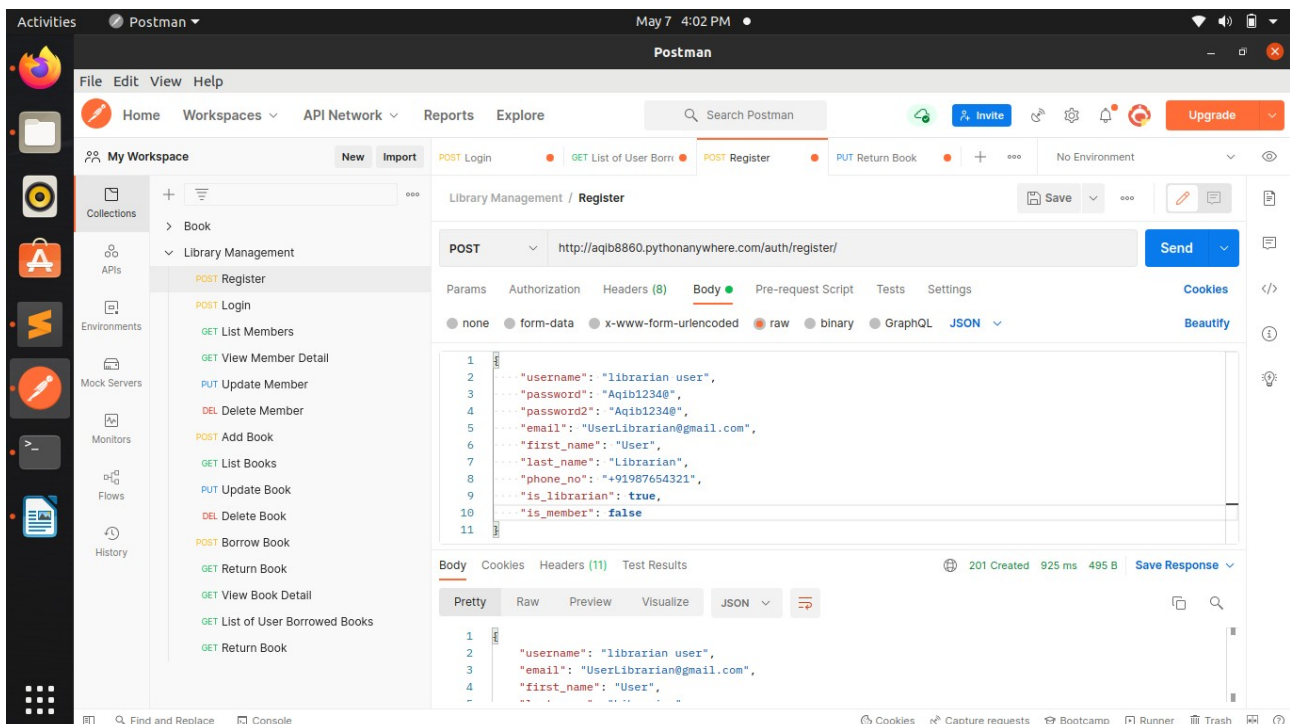 Activities Postman May 7 4:02 PM
Postman
File Edit View Help
Home Workspaces API Network Reports Explore Search Postman Invite Upgrade
My Workspace New Import POST Login GET List of User Borr POST Register PUT Return Book No Environment
Collections
APIs
Environments
Mock Servers
Monitors
Flows
History
Book
Library Management
POST Register
POST Login
GET List Members
GET View Member Detail
PUT Update Member
DEL Delete Member
POST Add Book
GET List Books
PUT Update Book
DEL Delete Book
POST Borrow Book
GET Return Book
GET View Book Detail
GET List of User Borrowed Books
GET Return Book
Library Management / Register Save
POST http://aqib8860.pythonanywhere.com/auth/register/ Send
Params Authorization Headers (8) Body Pre-request Script Tests Settings Cookies
none form-data x-www-form-urlencoded raw binary GraphQL JSON Beautify
1 {
2 "username": "librarian user",
3 "password": "Aqib1234@",
4 "password2": "Aqib1234@",
5 "email": "UserLibrarian@gmail.com",
6 "first_name": "User",
7 "last_name": "Librarian",
8 "phone_no": "+91987654321",
9 "is_librarian": true,
10 "is_member": false
11 }
Body Cookies Headers (11) Test Results 201 Created 925 ms 495 B Save Response
Pretty Raw Preview Visualize JSON
1 {
2 "username": "librarian user",
3 "email": "UserLibrarian@gmail.com",
4 "first_name": "User",
Find and Replace Console Cookies Capture requests Bootcamp Runner Trash